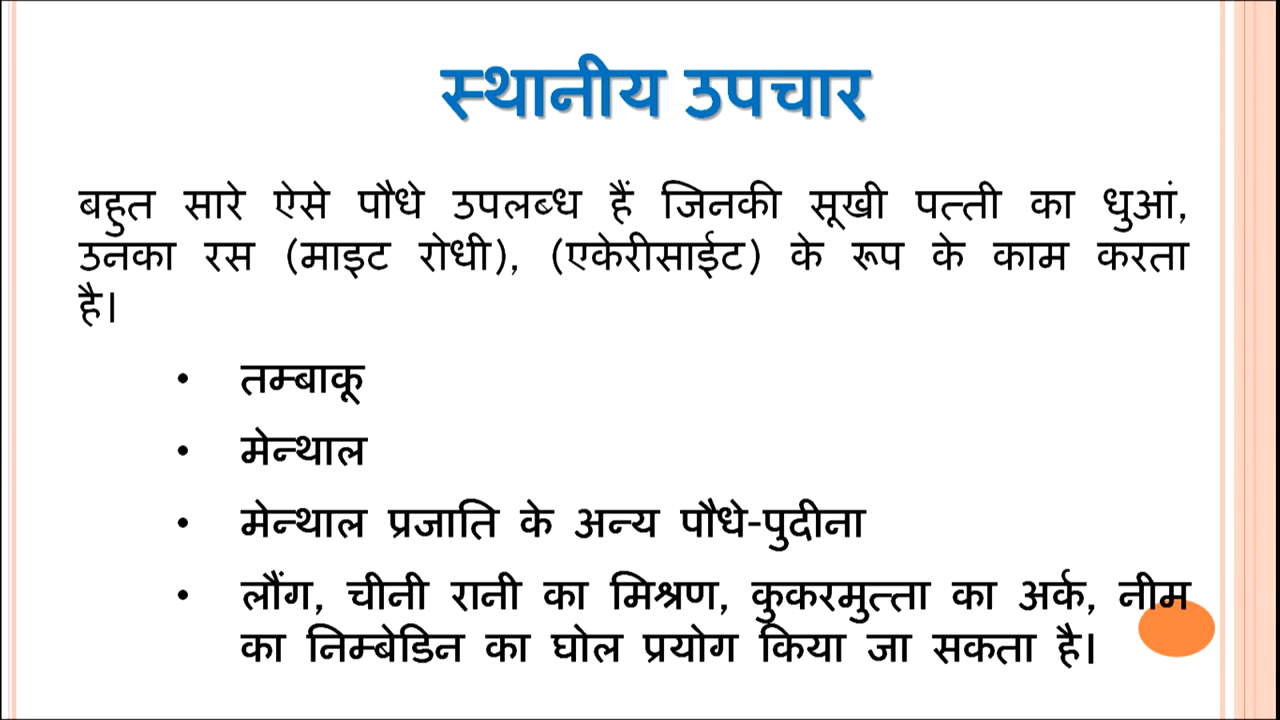 स्थानीय उपचार
बहुत सारे ऐसे पौधे उपलब्ध हैं जिनकी सूखी पत्ती का धुआं,
उनका रस (माइट रोधी), (एकेरीसाईट) के रूप के काम करता
है।
• तम्बाकू
• मेन्थाल
• मेन्थाल प्रजाति के अन्य पौधे-पुदीना
• लौंग, चीनी रानी का मिश्रण, कुकरमुत्ता का अर्क, नीम
का निम्बेडिन का घोल प्रयोग किया जा सकता है।